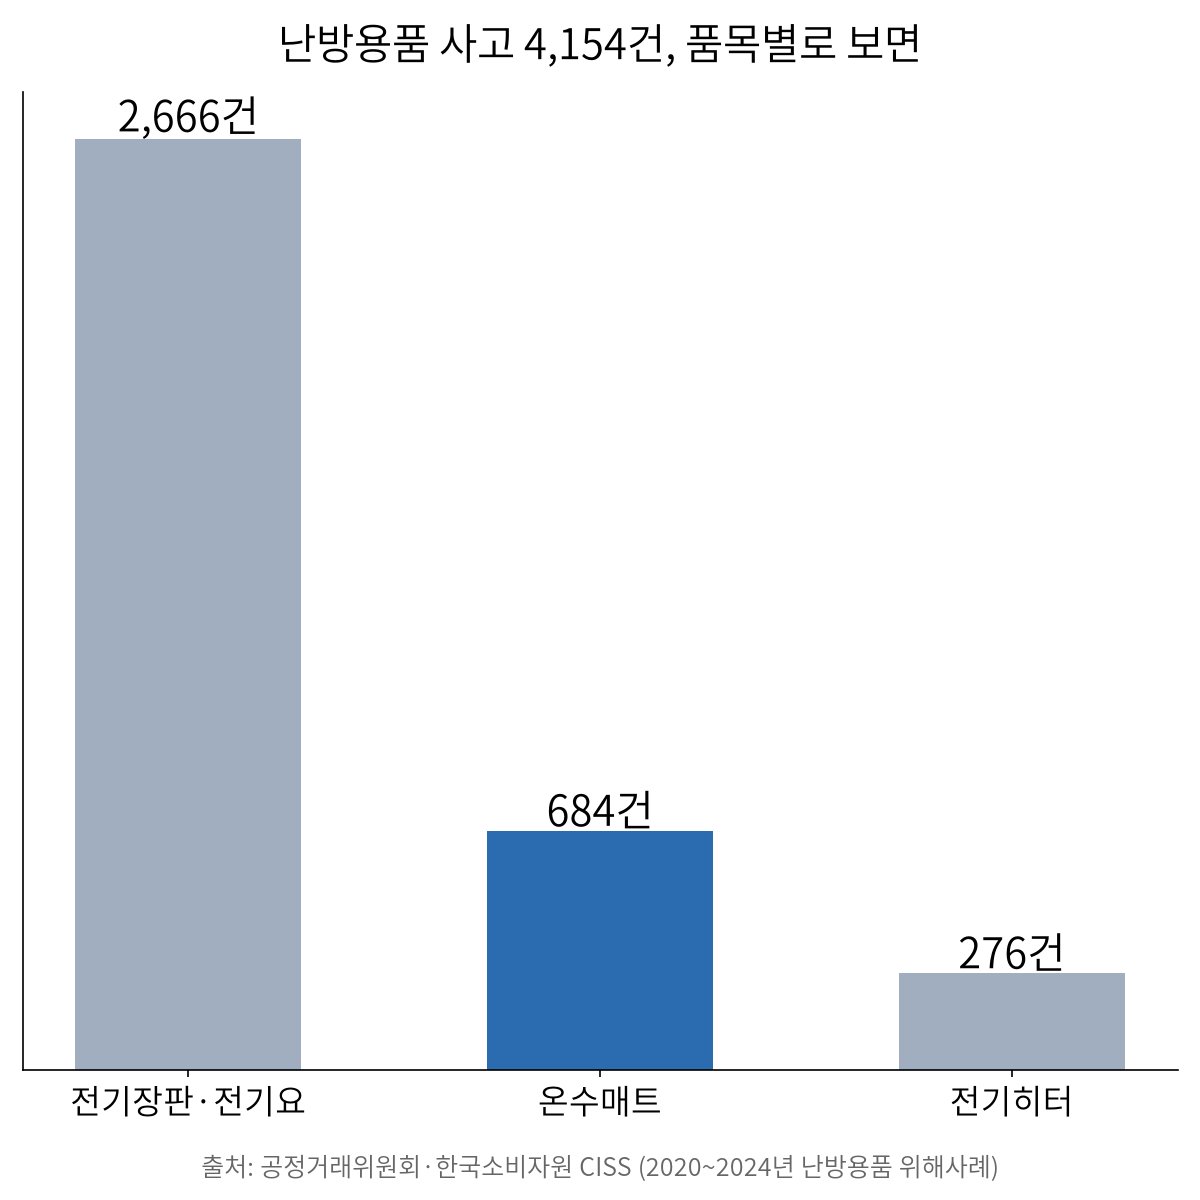 난방용품 사고 4,154건, 품목별로 보면
2,666건
684건
276건
전기장판·전기요
온수매트
전기히터
출처: 공정거래위원회·한국소비자원 CISS (2020~2024년 난방용품 위해사례)